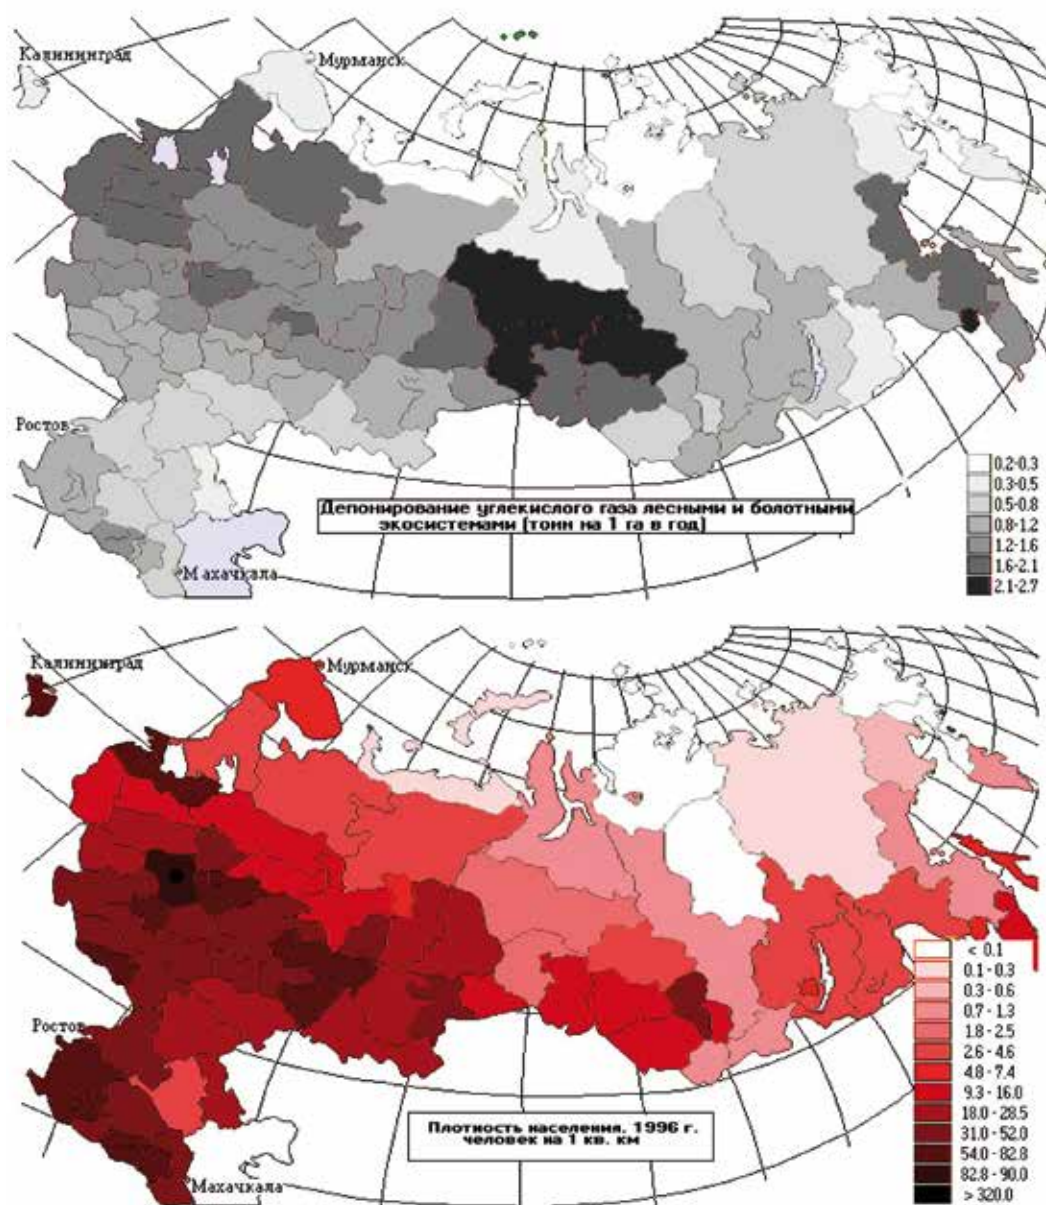 Калининград
Мурманск
Ростов
Махачкала
Депонирование углекислого газа лесными и болотными
экосистемами (тонн на 1 га в год)
0.2-0.3
0.3-0.5
0.5-0.8
0.8-1.2
1.2-1.6
1.6-2.1
2.1-2.7
Калининград
Мурманск
Ростов
Махачкала
Плотность населения. 1996 г.
человек на 1 кв. км
< 0.1
0.1 - 0.3
0.3 - 0.6
0.7 - 1.3
1.8 - 2.5
2.6 - 4.6
4.8 - 7.4
9.3 - 16.0
18.0 - 28.5
31.0 - 52.0
54.0 - 82.8
82.8 - 90.0
> 320.0